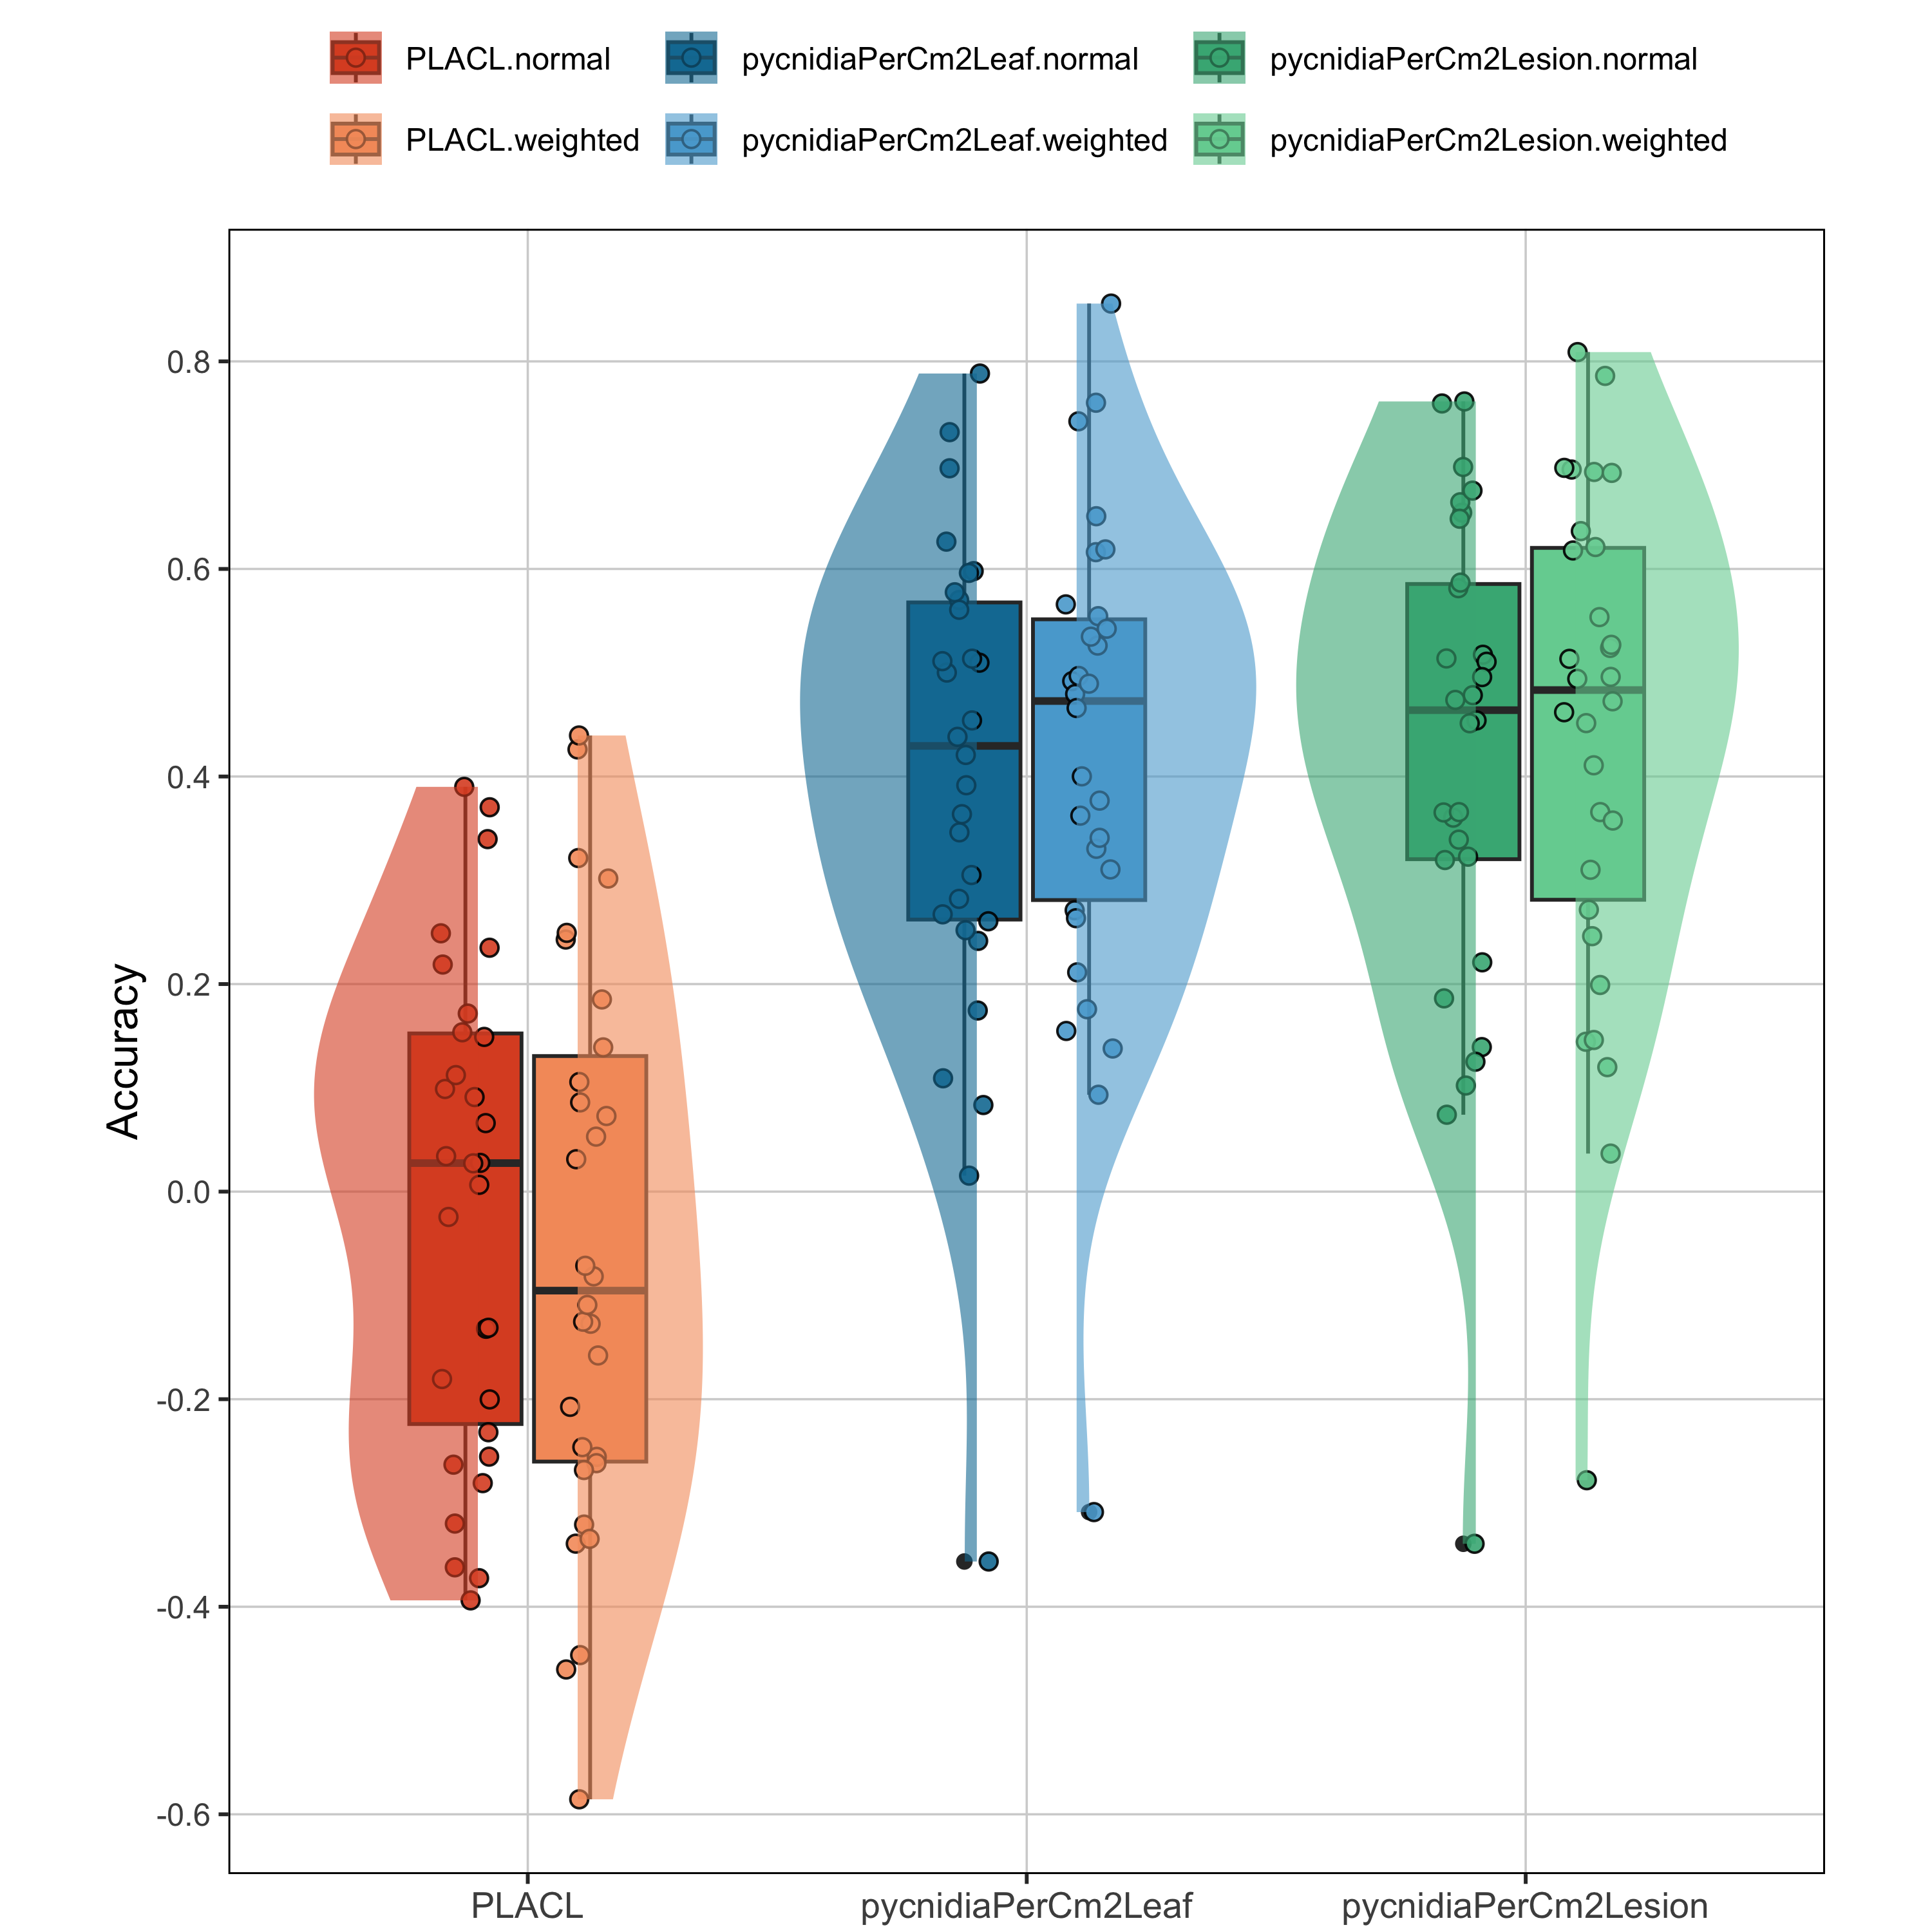 PLACL.normal pycnidiaPerCm2Leaf.normal pycnidiaPerCm2Lesion.normal
PLACL.weighted pycnidiaPerCm2Leaf.weighted pycnidiaPerCm2Lesion.weighted
Accuracy
0.8
0.6
0.4
0.2
0.0
-0.2
-0.4
-0.6
PLACL pycnidiaPerCm2Leaf pycnidiaPerCm2Lesion